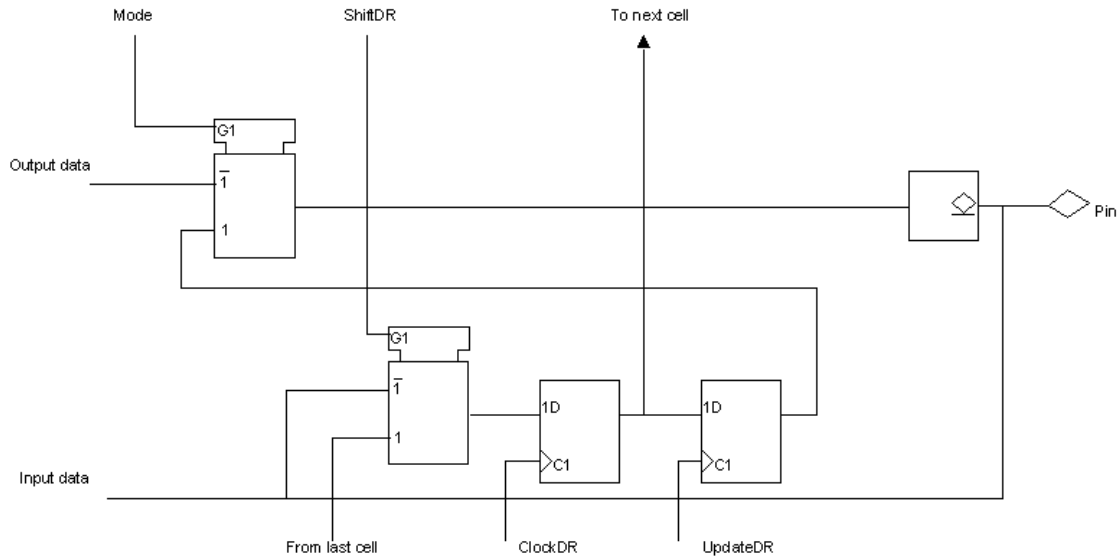 Mode ShiftDR To next cell
G1
Output data
1
1
Pin
G1
1
1D 1D
1
C1 C1
Input data
From last cell ClockDR UpdateDR